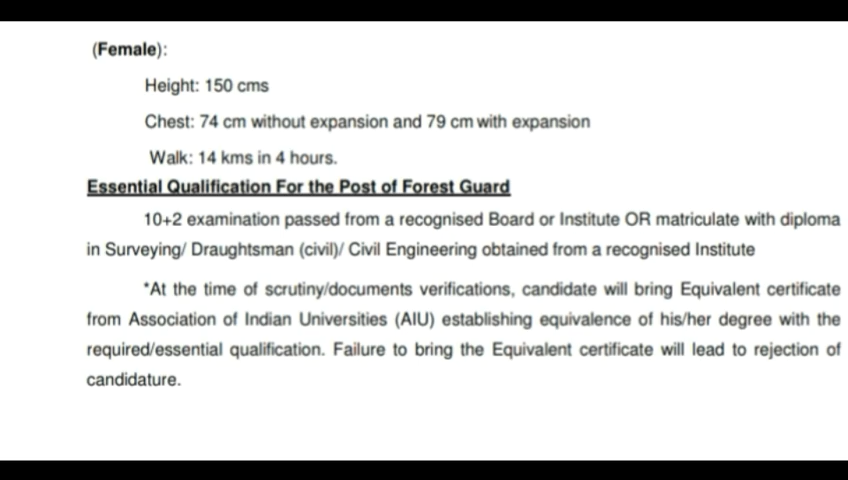 (Female):
Height: 150 cms
Chest: 74 cm without expansion and 79 cm with expansion
Walk: 14 kms in 4 hours.
Essential Qualification For the Post of Forest Guard
10+2 examination passed from a recognised Board or Institute OR matriculate with diploma
in Surveying/ Draughtsman (civil)/ Civil Engineering obtained from a recognised Institute
*At the time of scrutiny/documents verifications, candidate will bring Equivalent certificate
from Association of Indian Universities (AIU) establishing equivalence of his/her degree with the
required/essential qualification. Failure to bring the Equivalent certificate will lead to rejection of
candidature.